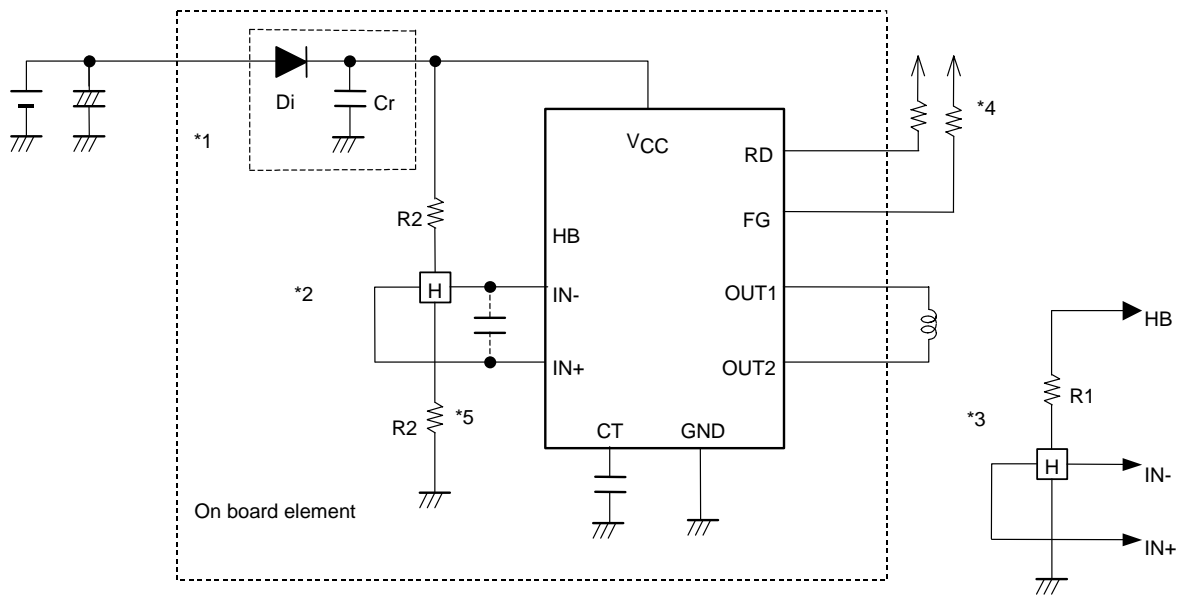 Di
Cr
*1
*4
VCC
RD
R2
FG
HB
*2
H
IN-
OUT1
HB
IN+
OUT2
R1
R2
*5
*3
CT
GND
H
IN-
On board element
IN+